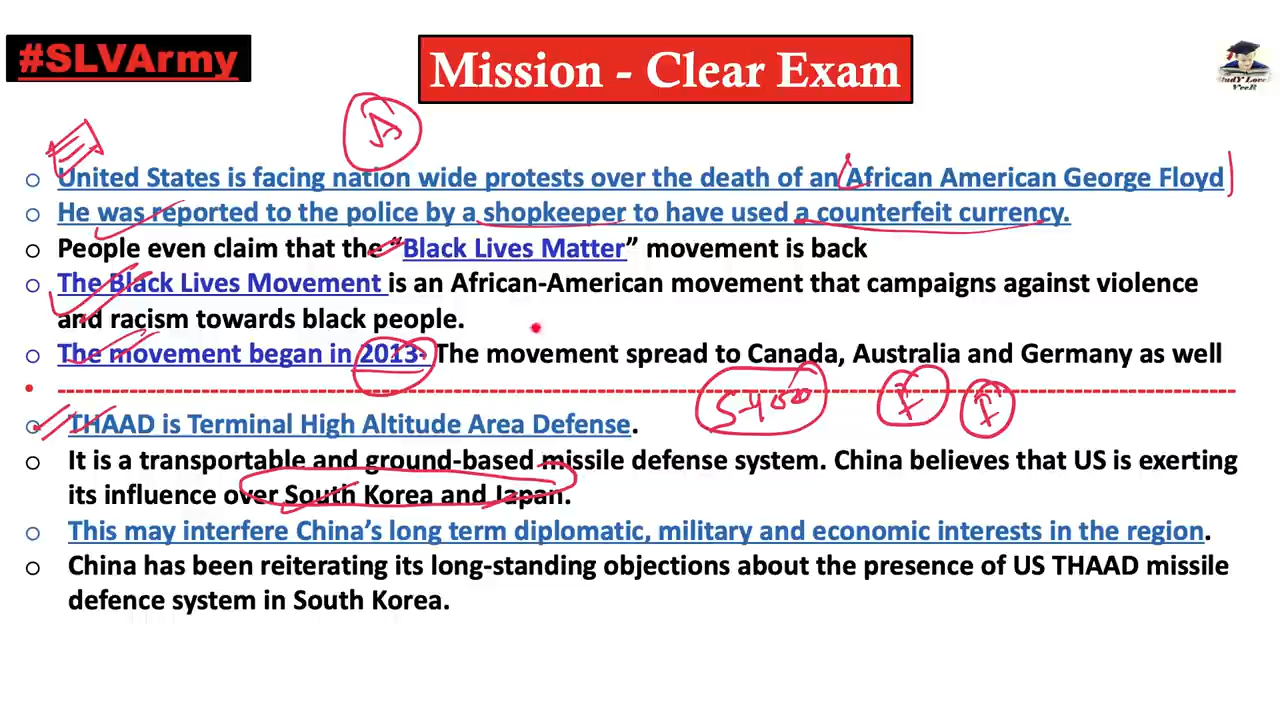 #SLVArmy
Mission - Clear Exam
StudY Lover
VeeR
United States is facing nation wide protests over the death of an African American George Floyd
He was reported to the police by a shopkeeper to have used a counterfeit currency.
People even claim that the “Black Lives Matter” movement is back
The Black Lives Movement is an African-American movement that campaigns against violence
and racism towards black people.
The movement began in 2013- The movement spread to Canada, Australia and Germany as well
S-400
THAAD is Terminal High Altitude Area Defense.
It is a transportable and ground-based missile defense system. China believes that US is exerting
its influence over South Korea and Japan.
This may interfere China’s long term diplomatic, military and economic interests in the region.
China has been reiterating its long-standing objections about the presence of US THAAD missile
defence system in South Korea.